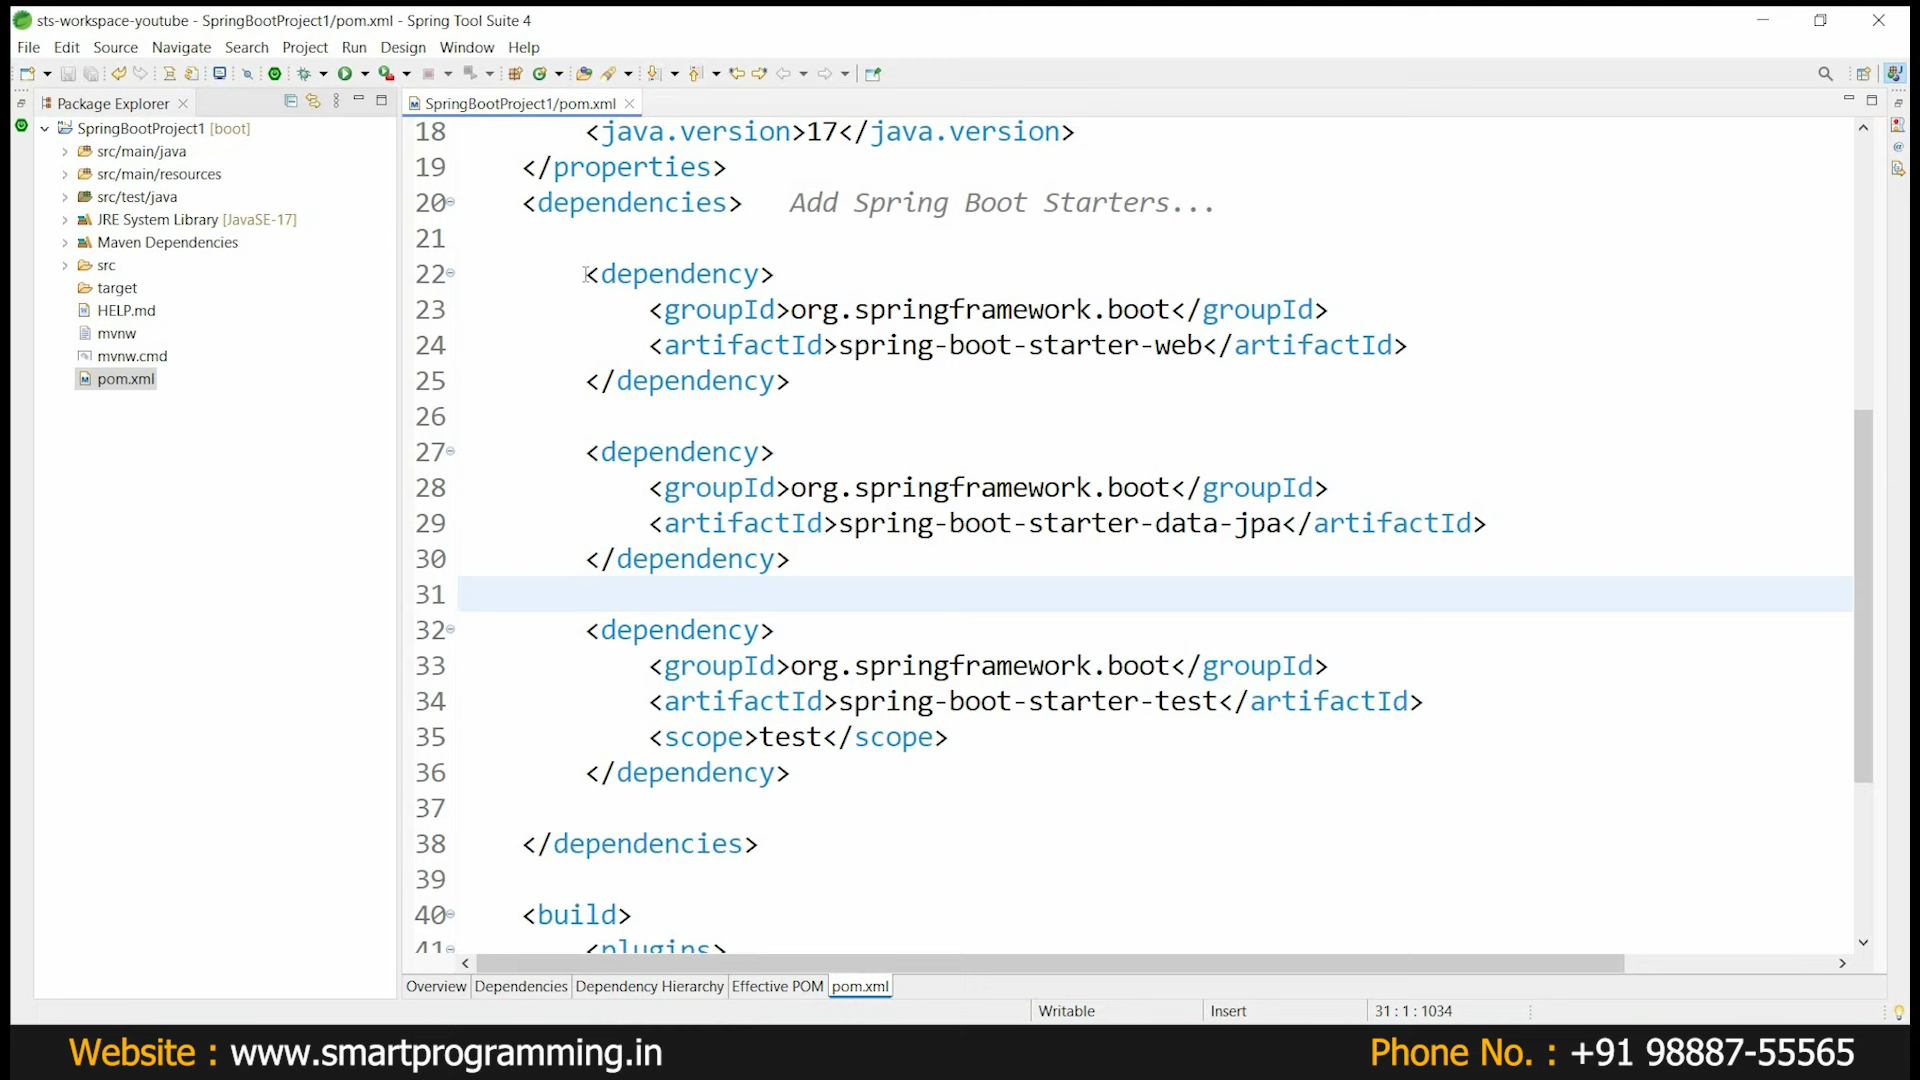 sts-workspace-youtube - SpringBootProject1/pom.xml - Spring Tool Suite 4
File Edit Source Navigate Search Project Run Design Window Help
Package Explorer
SpringBootProject1 [boot]
src/main/java
src/main/resources
src/test/java
JRE System Library [JavaSE-17]
Maven Dependencies
src
target
HELP.md
mvnw
mvnw.cmd
pom.xml
SpringBootProject1/pom.xml
18 <java.version>17</java.version>
19 </properties>
20 <dependencies> Add Spring Boot Starters...
21
22 <dependency>
23 <groupId>org.springframework.boot</groupId>
24 <artifactId>spring-boot-starter-web</artifactId>
25 </dependency>
26
27 <dependency>
28 <groupId>org.springframework.boot</groupId>
29 <artifactId>spring-boot-starter-data-jpa</artifactId>
30 </dependency>
31
32 <dependency>
33 <groupId>org.springframework.boot</groupId>
34 <artifactId>spring-boot-starter-test</artifactId>
35 <scope>test</scope>
36 </dependency>
37
38 </dependencies>
39
40 <build>
41 <plugins>
Overview Dependencies Dependency Hierarchy Effective POM pom.xml
Writable Insert 31 : 1 : 1034
Website : www.smartprogramming.in Phone No. : +91 98887-55565